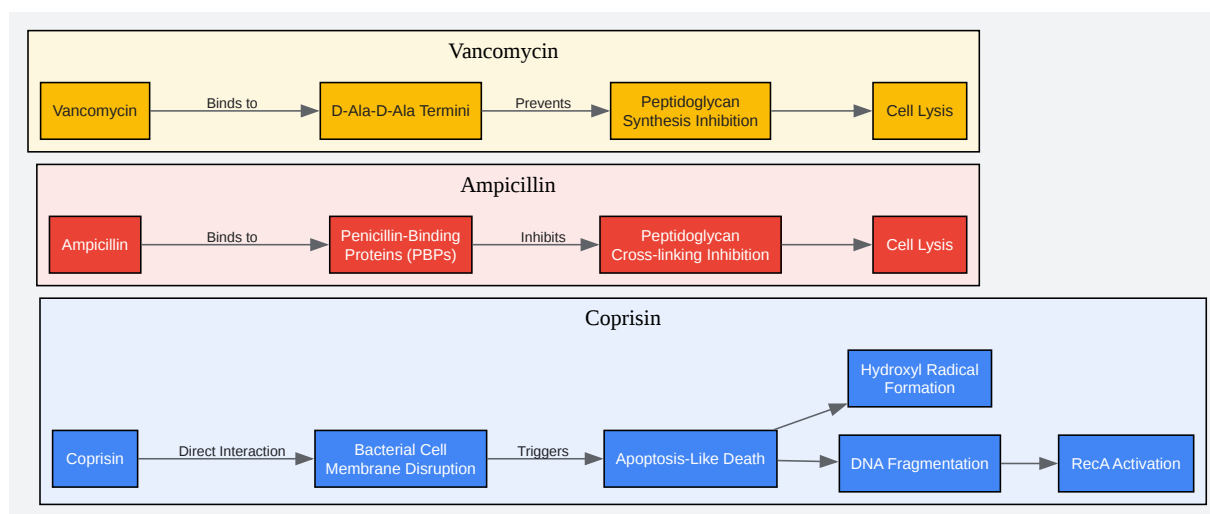 Vancomycin
Vancomycin
Binds to
D-Ala-D-Ala Termini
Prevents
Peptidoglycan
Synthesis Inhibition
Cell Lysis
Ampicillin
Ampicillin
Binds to
Penicillin-Binding
Proteins (PBPs)
Inhibits
Peptidoglycan
Cross-linking Inhibition
Cell Lysis
Coprisin
Coprisin
Direct Interaction
Bacterial Cell
Membrane Disruption
Triggers
Apoptosis-Like Death
Hydroxyl Radical
Formation
DNA Fragmentation
RecA Activation